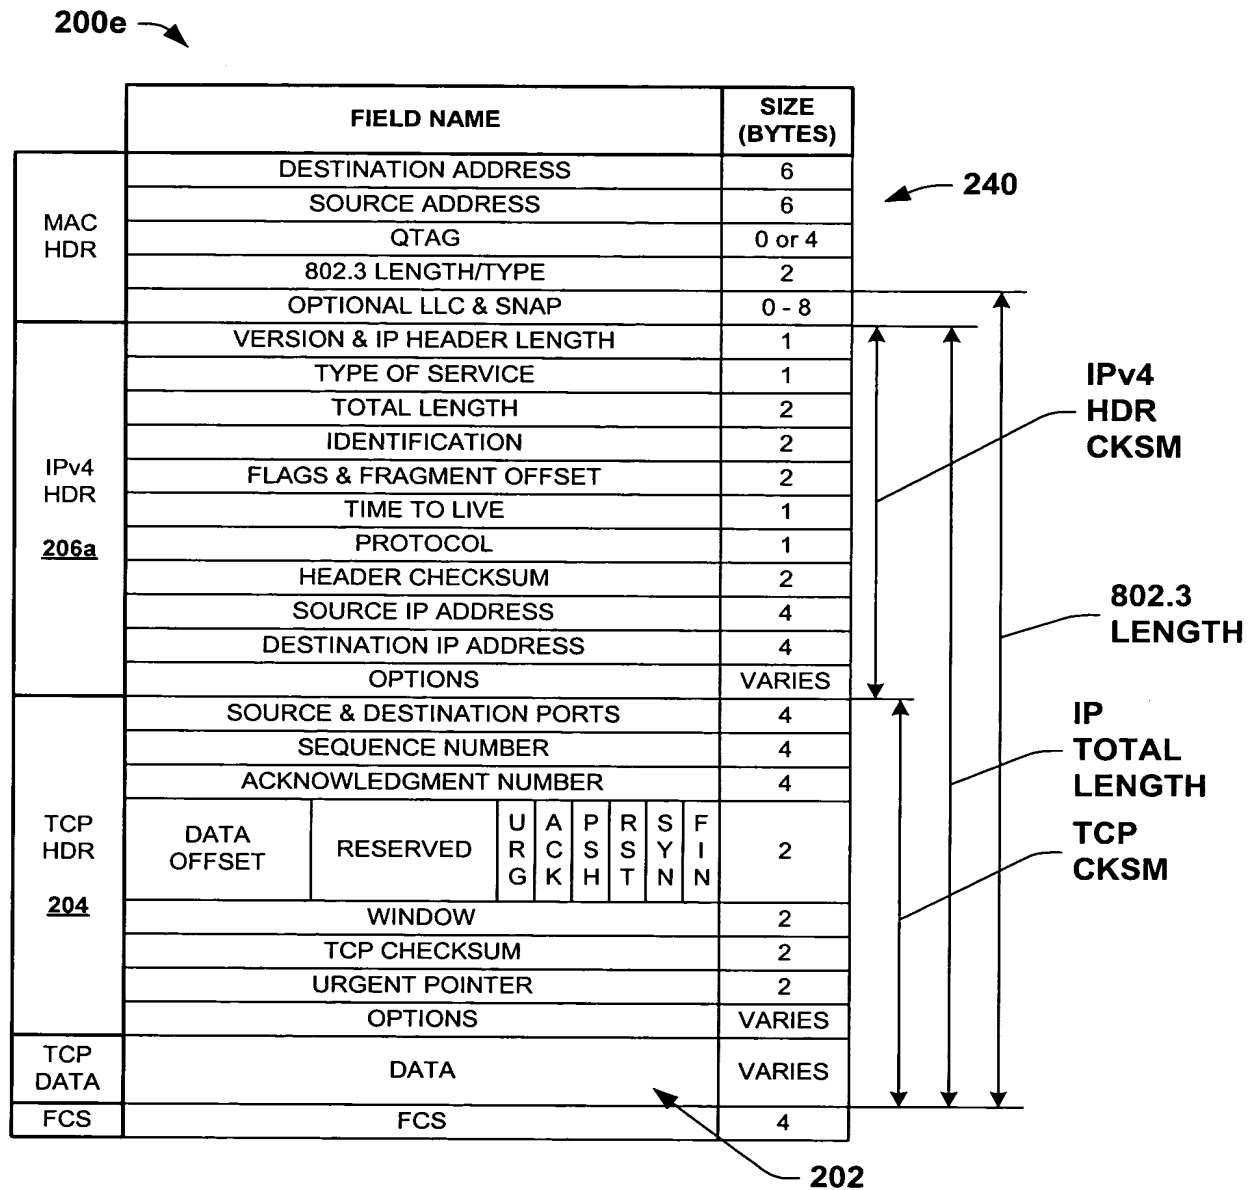 200e
FIELD NAME
SIZE
(BYTES)
MAC
HDR
DESTINATION ADDRESS 6
SOURCE ADDRESS 6
QTAG 0 or 4
802.3 LENGTH/TYPE 2
OPTIONAL LLC & SNAP 0 - 8
240
IPv4
HDR
206a
VERSION & IP HEADER LENGTH 1
TYPE OF SERVICE 1
TOTAL LENGTH 2
IDENTIFICATION 2
FLAGS & FRAGMENT OFFSET 2
TIME TO LIVE 1
PROTOCOL 1
HEADER CHECKSUM 2
SOURCE IP ADDRESS 4
DESTINATION IP ADDRESS 4
OPTIONS VARIES
TCP
HDR
204
SOURCE & DESTINATION PORTS 4
SEQUENCE NUMBER 4
ACKNOWLEDGMENT NUMBER 4
DATA
OFFSET
RESERVED
URG
ACK
PSH
RST
SYN
FIN
2
WINDOW 2
TCP CHECKSUM 2
URGENT POINTER 2
OPTIONS VARIES
TCP
DATA
DATA VARIES
FCS FCS 4
IPv4
HDR
CKSM
802.3
LENGTH
IP
TOTAL
LENGTH
TCP
CKSM
202